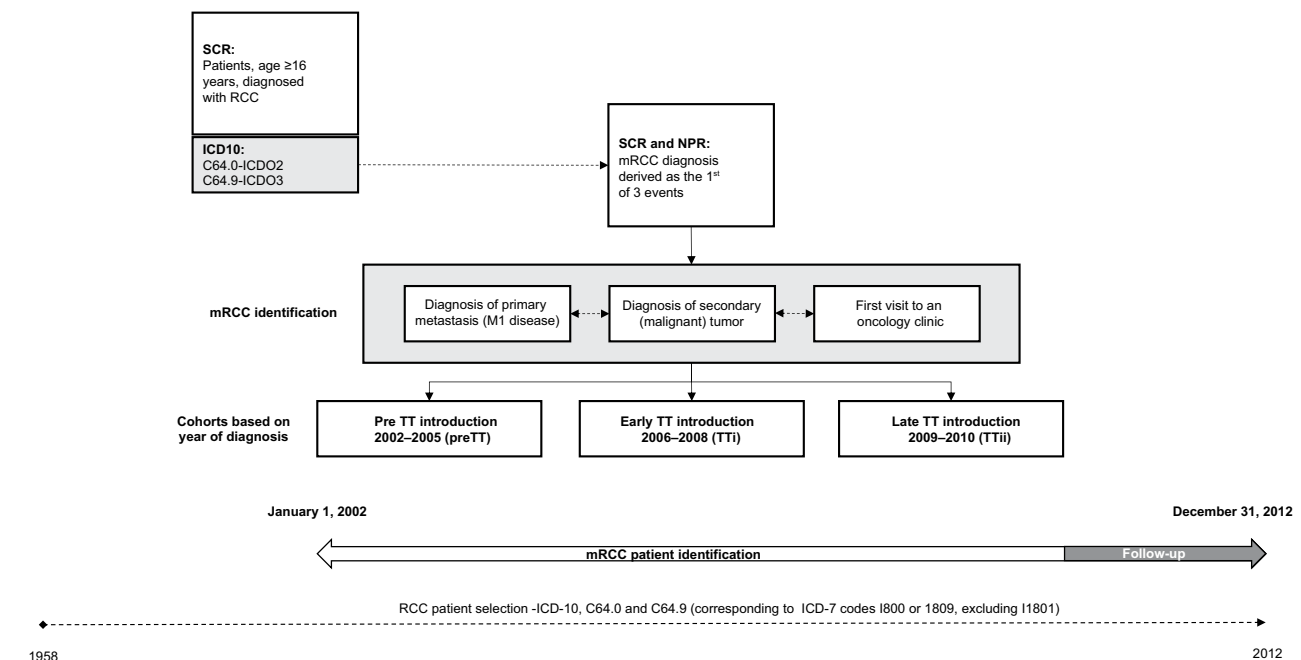 SCR:
Patients, age ≥16
years, diagnosed
with RCC
ICD10:
C64.0-ICDO2
C64.9-ICDO3
SCR and NPR:
mRCC diagnosis
derived as the 1st
of 3 events
mRCC identification
Diagnosis of primary
metastasis (M1 disease)
Diagnosis of secondary
(malignant) tumor
First visit to an
oncology clinic
Cohorts based on
year of diagnosis
Pre TT introduction
2002–2005 (preTT)
Early TT introduction
2006–2008 (TTi)
Late TT introduction
2009–2010 (TTii)
January 1, 2002
December 31, 2012
mRCC patient identification
Follow-up
RCC patient selection -ICD-10, C64.0 and C64.9 (corresponding to ICD-7 codes I800 or 1809, excluding I1801)
1958
2012